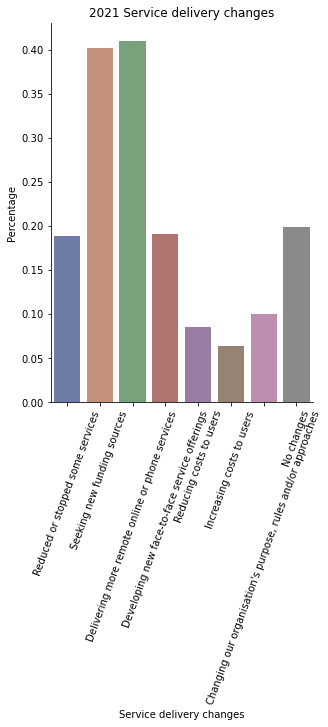 2021 Service delivery changes
Percentage
0.40
0.35
0.30
0.25
0.20
0.15
0.10
0.05
0.00
Reduced or stopped some services
Seeking new funding sources
Delivering more remote online or phone services
Developing new face-to-face service offerings
Reducing costs to users
Increasing costs to users
Changing our organisation's purpose, rules and/or approaches
No changes
Service delivery changes